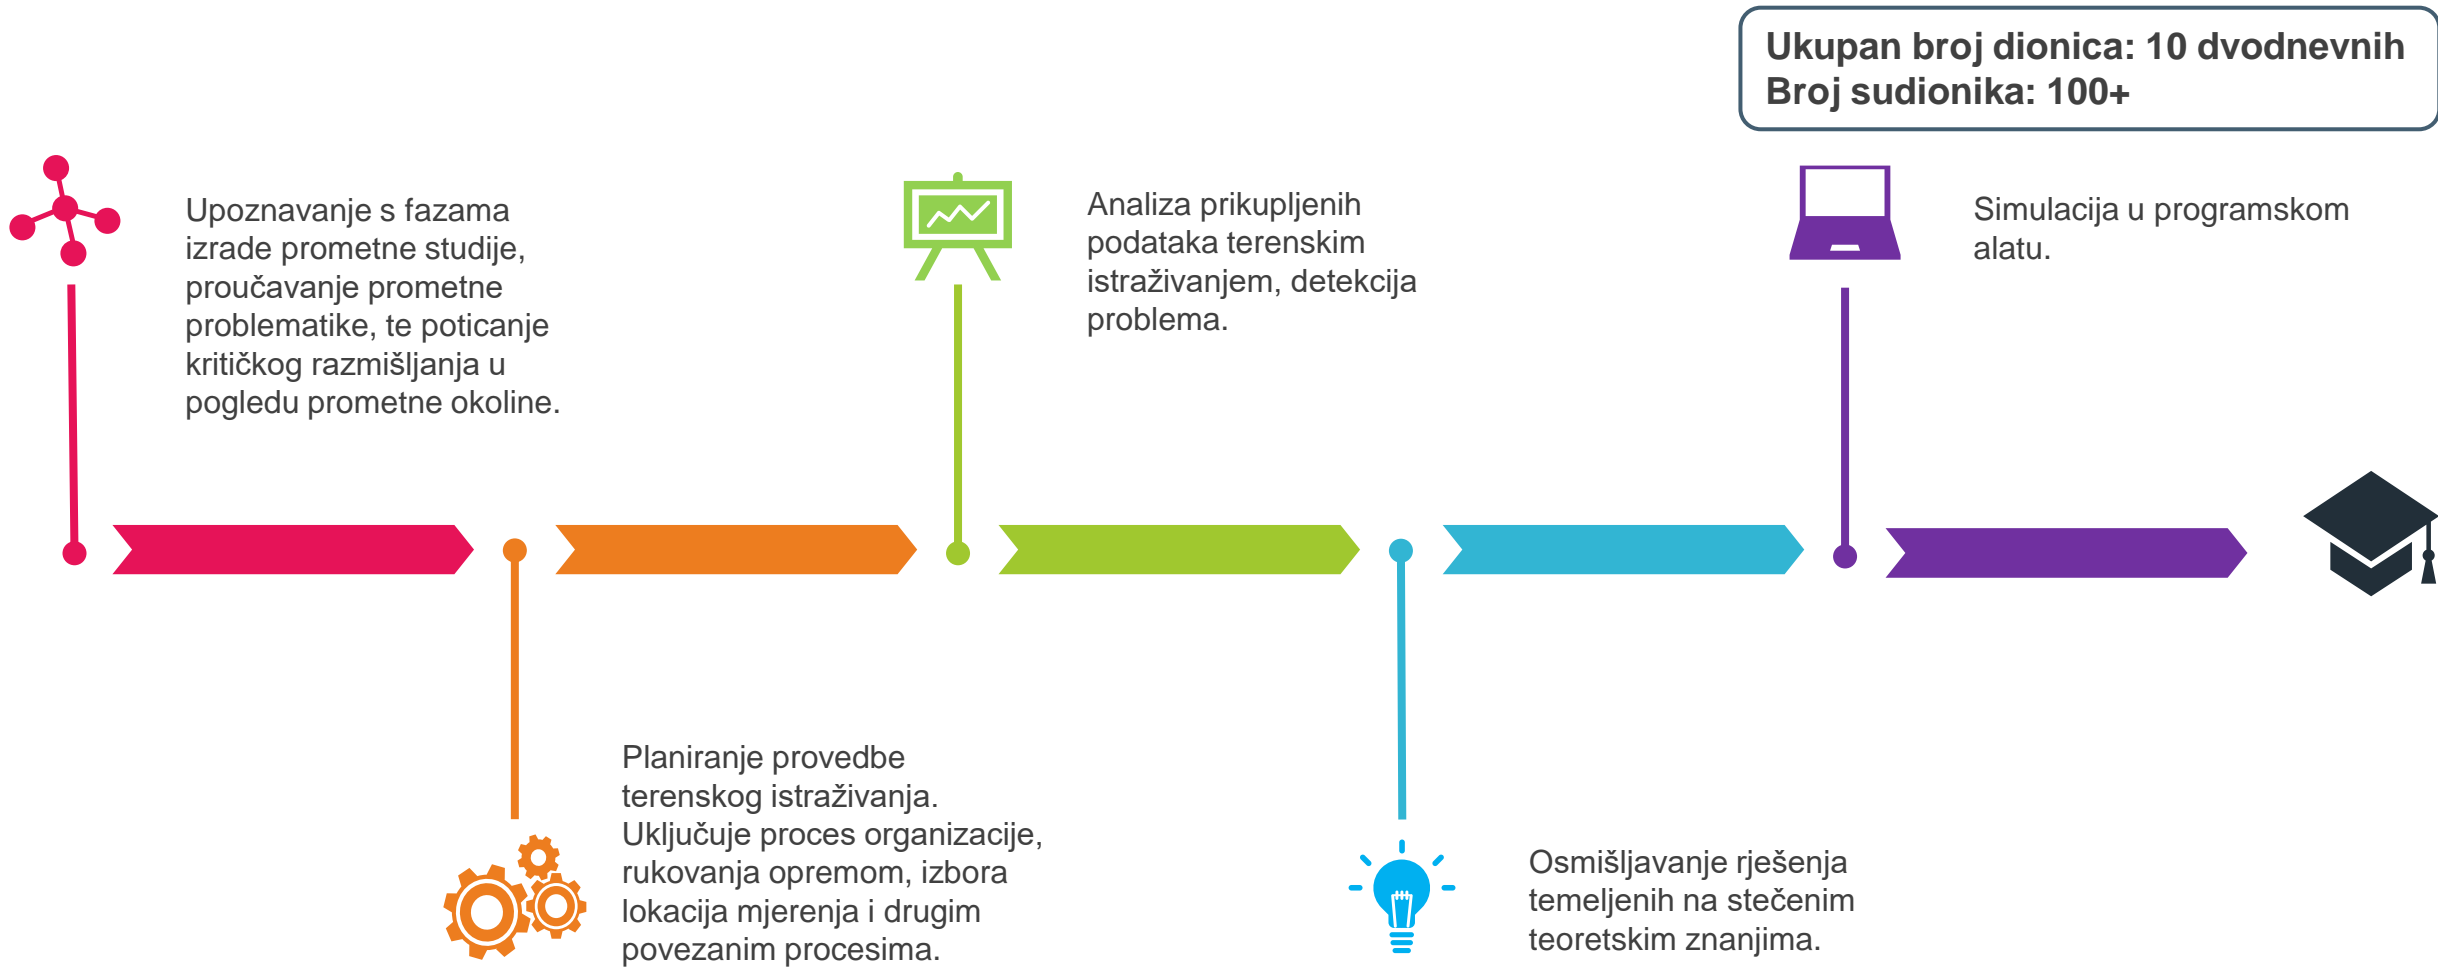 Ukupan broj dionica: 10 dvodnevnih
Broj sudionika: 100+
Upoznavanje s fazama
izrade prometne studije,
proučavanje prometne
problematike, te poticanje
kritičkog razmišljanja u
pogledu prometne okoline.
Planiranje provedbe
terenskog istraživanja.
Uključuje proces organizacije,
rukovanja opremom, izbora
lokacija mjerenja i drugim
povezanim procesima.
Analiza prikupljenih
podataka terenskim
istraživanjem, detekcija
problema.
Osmišljavanje rješenja
temeljenih na stečenim
teoretskim znanjima.
Simulacija u programskom
alatu.